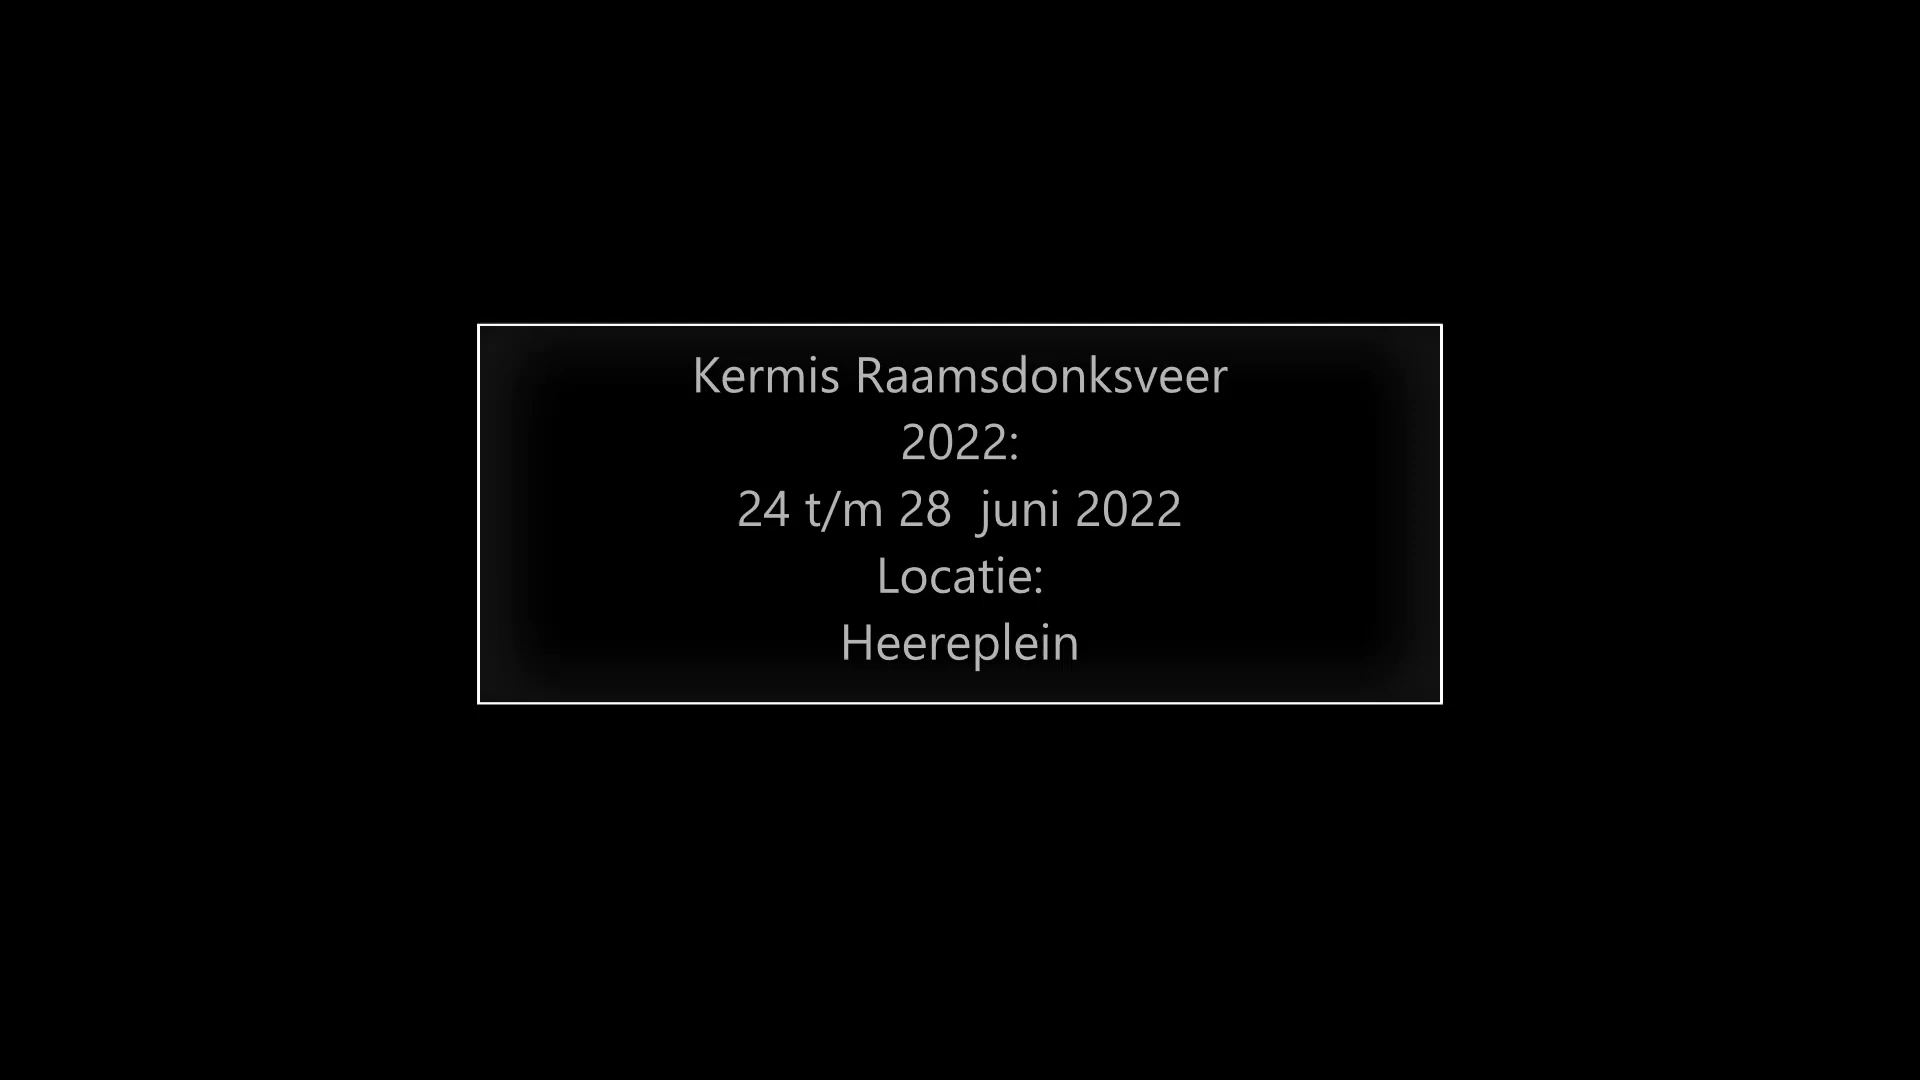 Kermis Raamsdonksveer
2022:
24 t/m 28  juni 2022
Locatie:
Heereplein